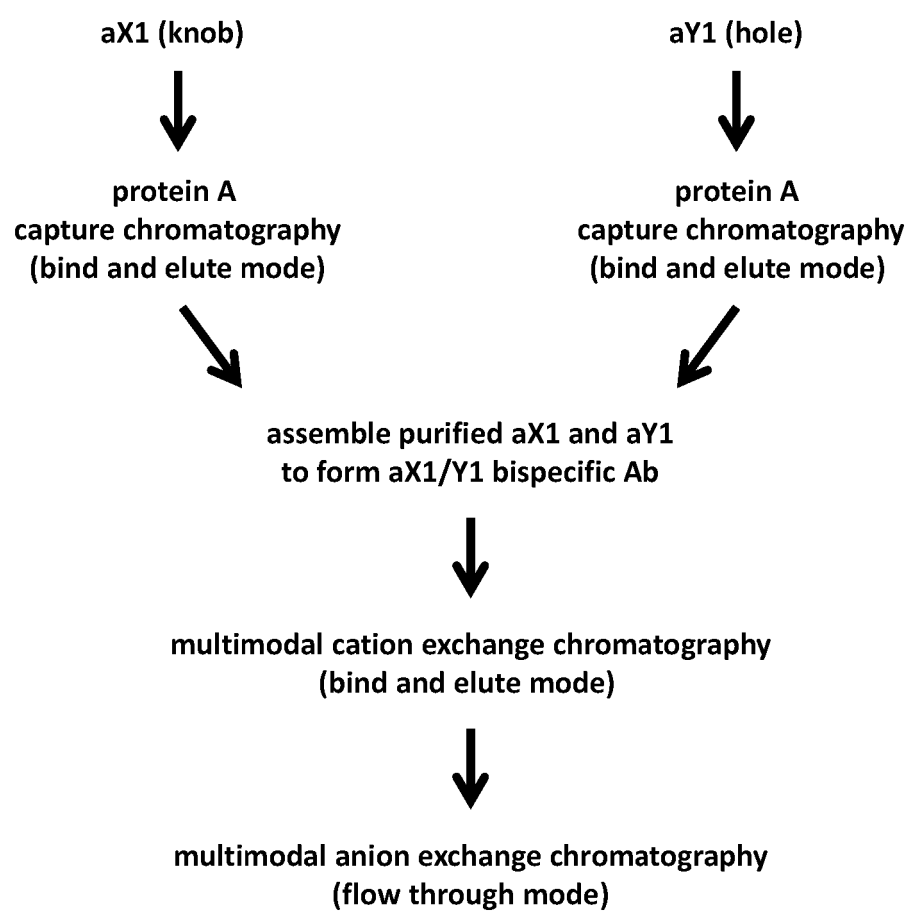 aX1 (knob)
aY1 (hole)
protein A
capture chromatography
(bind and elute mode)
protein A
capture chromatography
(bind and elute mode)
assemble purified aX1 and aY1
to form aX1/Y1 bispecific Ab
multimodal cation exchange chromatography
(bind and elute mode)
multimodal anion exchange chromatography
(flow through mode)